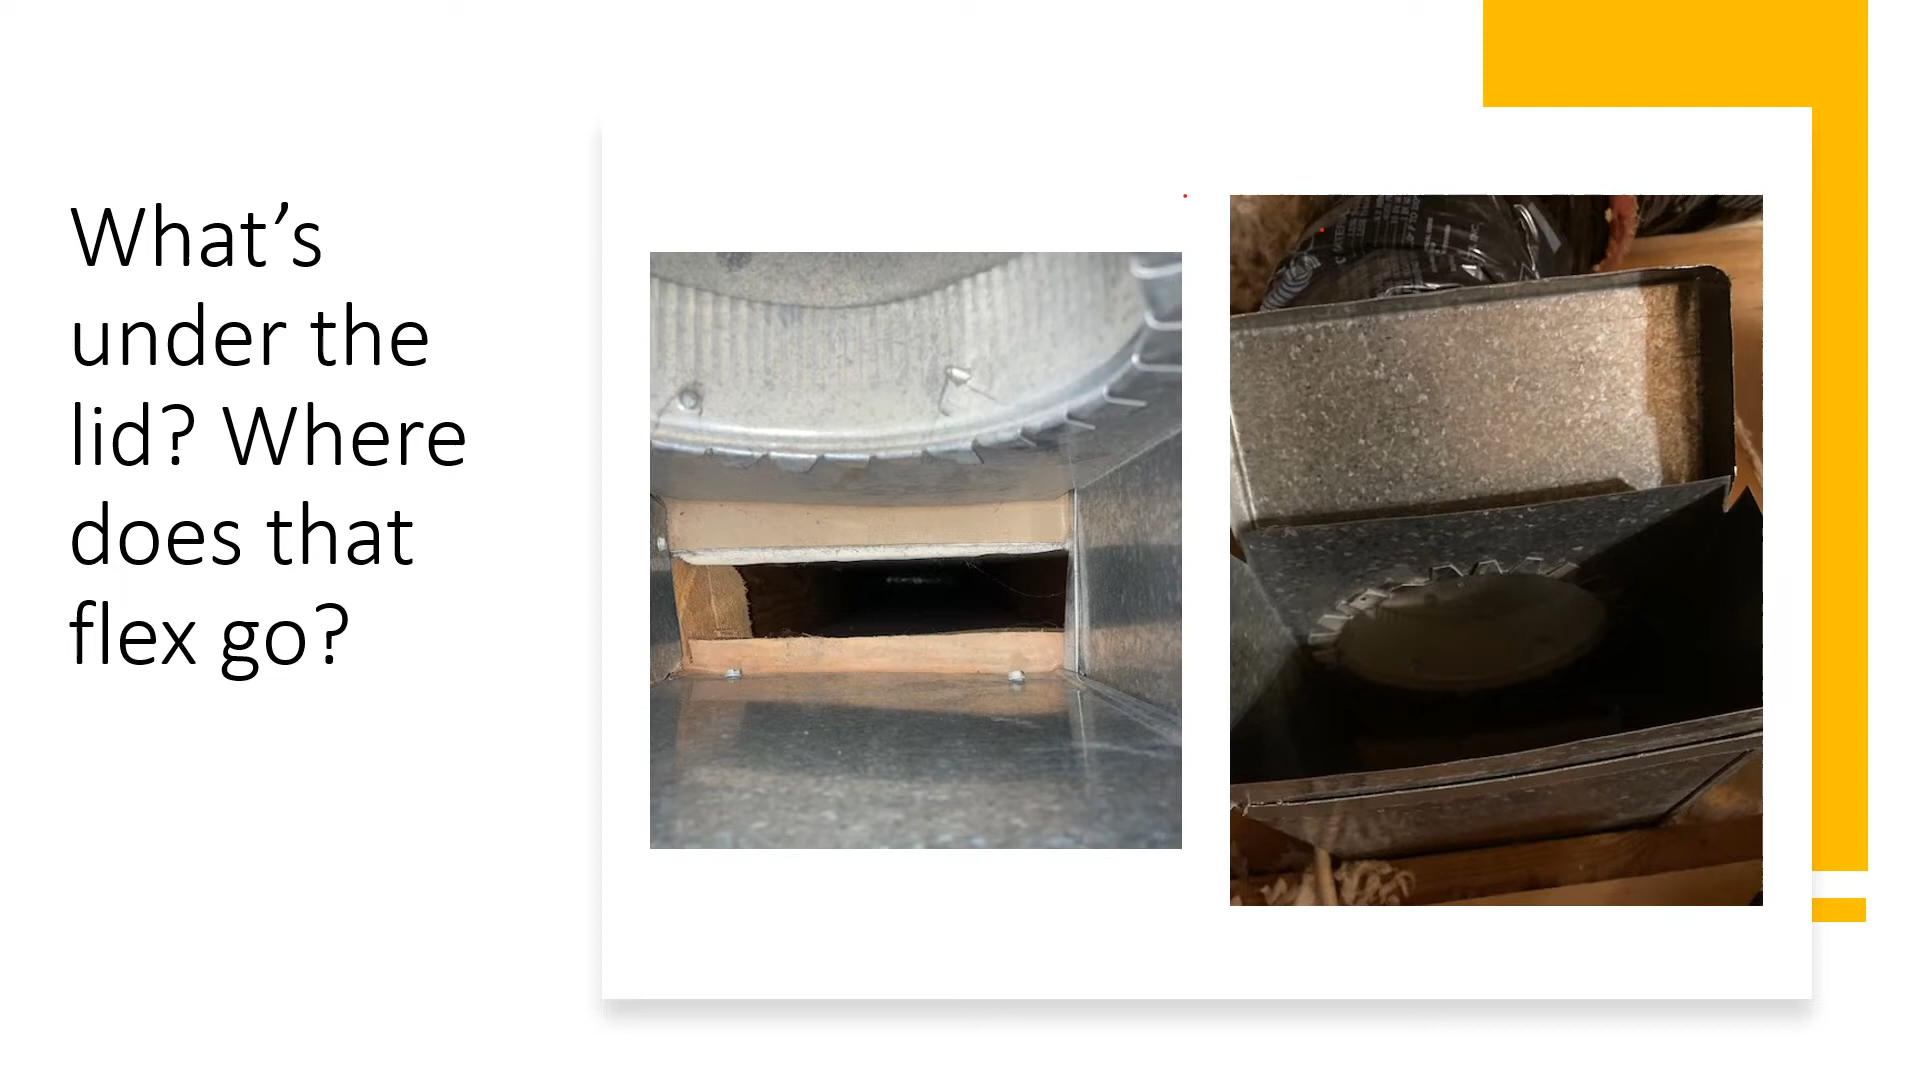 What’s
under the
lid? Where
does that
flex go?